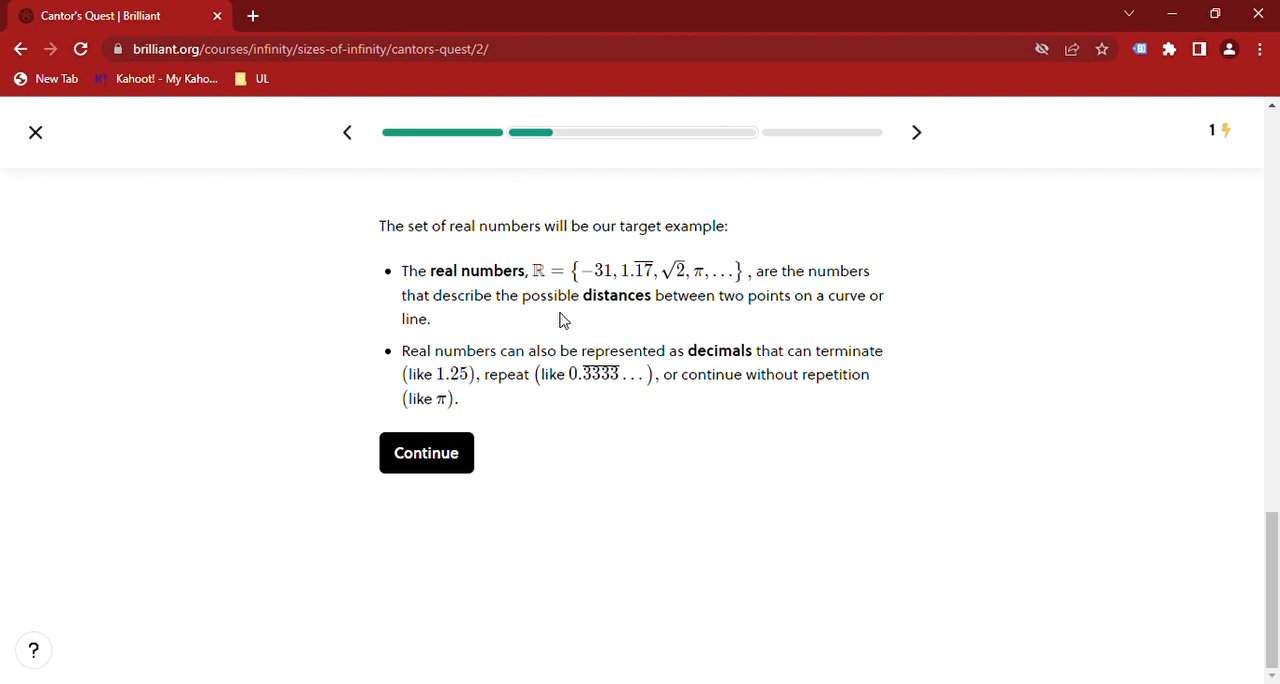 Cantor's Quest | Brilliant
brilliant.org/courses/infinity/sizes-of-infinity/cantors-quest/2/
New Tab K! Kahoot! - My Kaho... UL
1
The set of real numbers will be our target example:
• The real numbers, ℝ = {−31, 1.1̅7̅, √2, π, ...}, are the numbers
that describe the possible distances between two points on a curve or
line.
• Real numbers can also be represented as decimals that can terminate
(like 1.25), repeat (like 0.3̅3̅3̅3̅...), or continue without repetition
(like π).
Continue
?